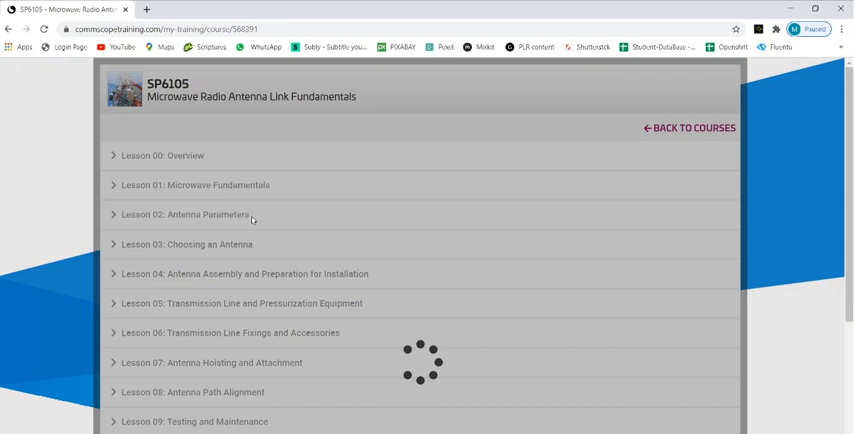 SP6105 - Microwave Radio Anten
commscopetraining.com/my-training/course/568391
M Paused
Apps Login Page YouTube Maps Scriptures WhatsApp Subly - Subtitle you... PIXABAY Pexel Mixkit PLR content Shutterstck Student-DataBase -... Openshift Fluentu »
SP6105
Microwave Radio Antenna Link Fundamentals
BACK TO COURSES
Lesson 00: Overview
Lesson 01: Microwave Fundamentals
Lesson 02: Antenna Parameters
Lesson 03: Choosing an Antenna
Lesson 04: Antenna Assembly and Preparation for Installation
Lesson 05: Transmission Line and Pressurization Equipment
Lesson 06: Transmission Line Fixings and Accessories
Lesson 07: Antenna Hoisting and Attachment
Lesson 08: Antenna Path Alignment
Lesson 09: Testing and Maintenance